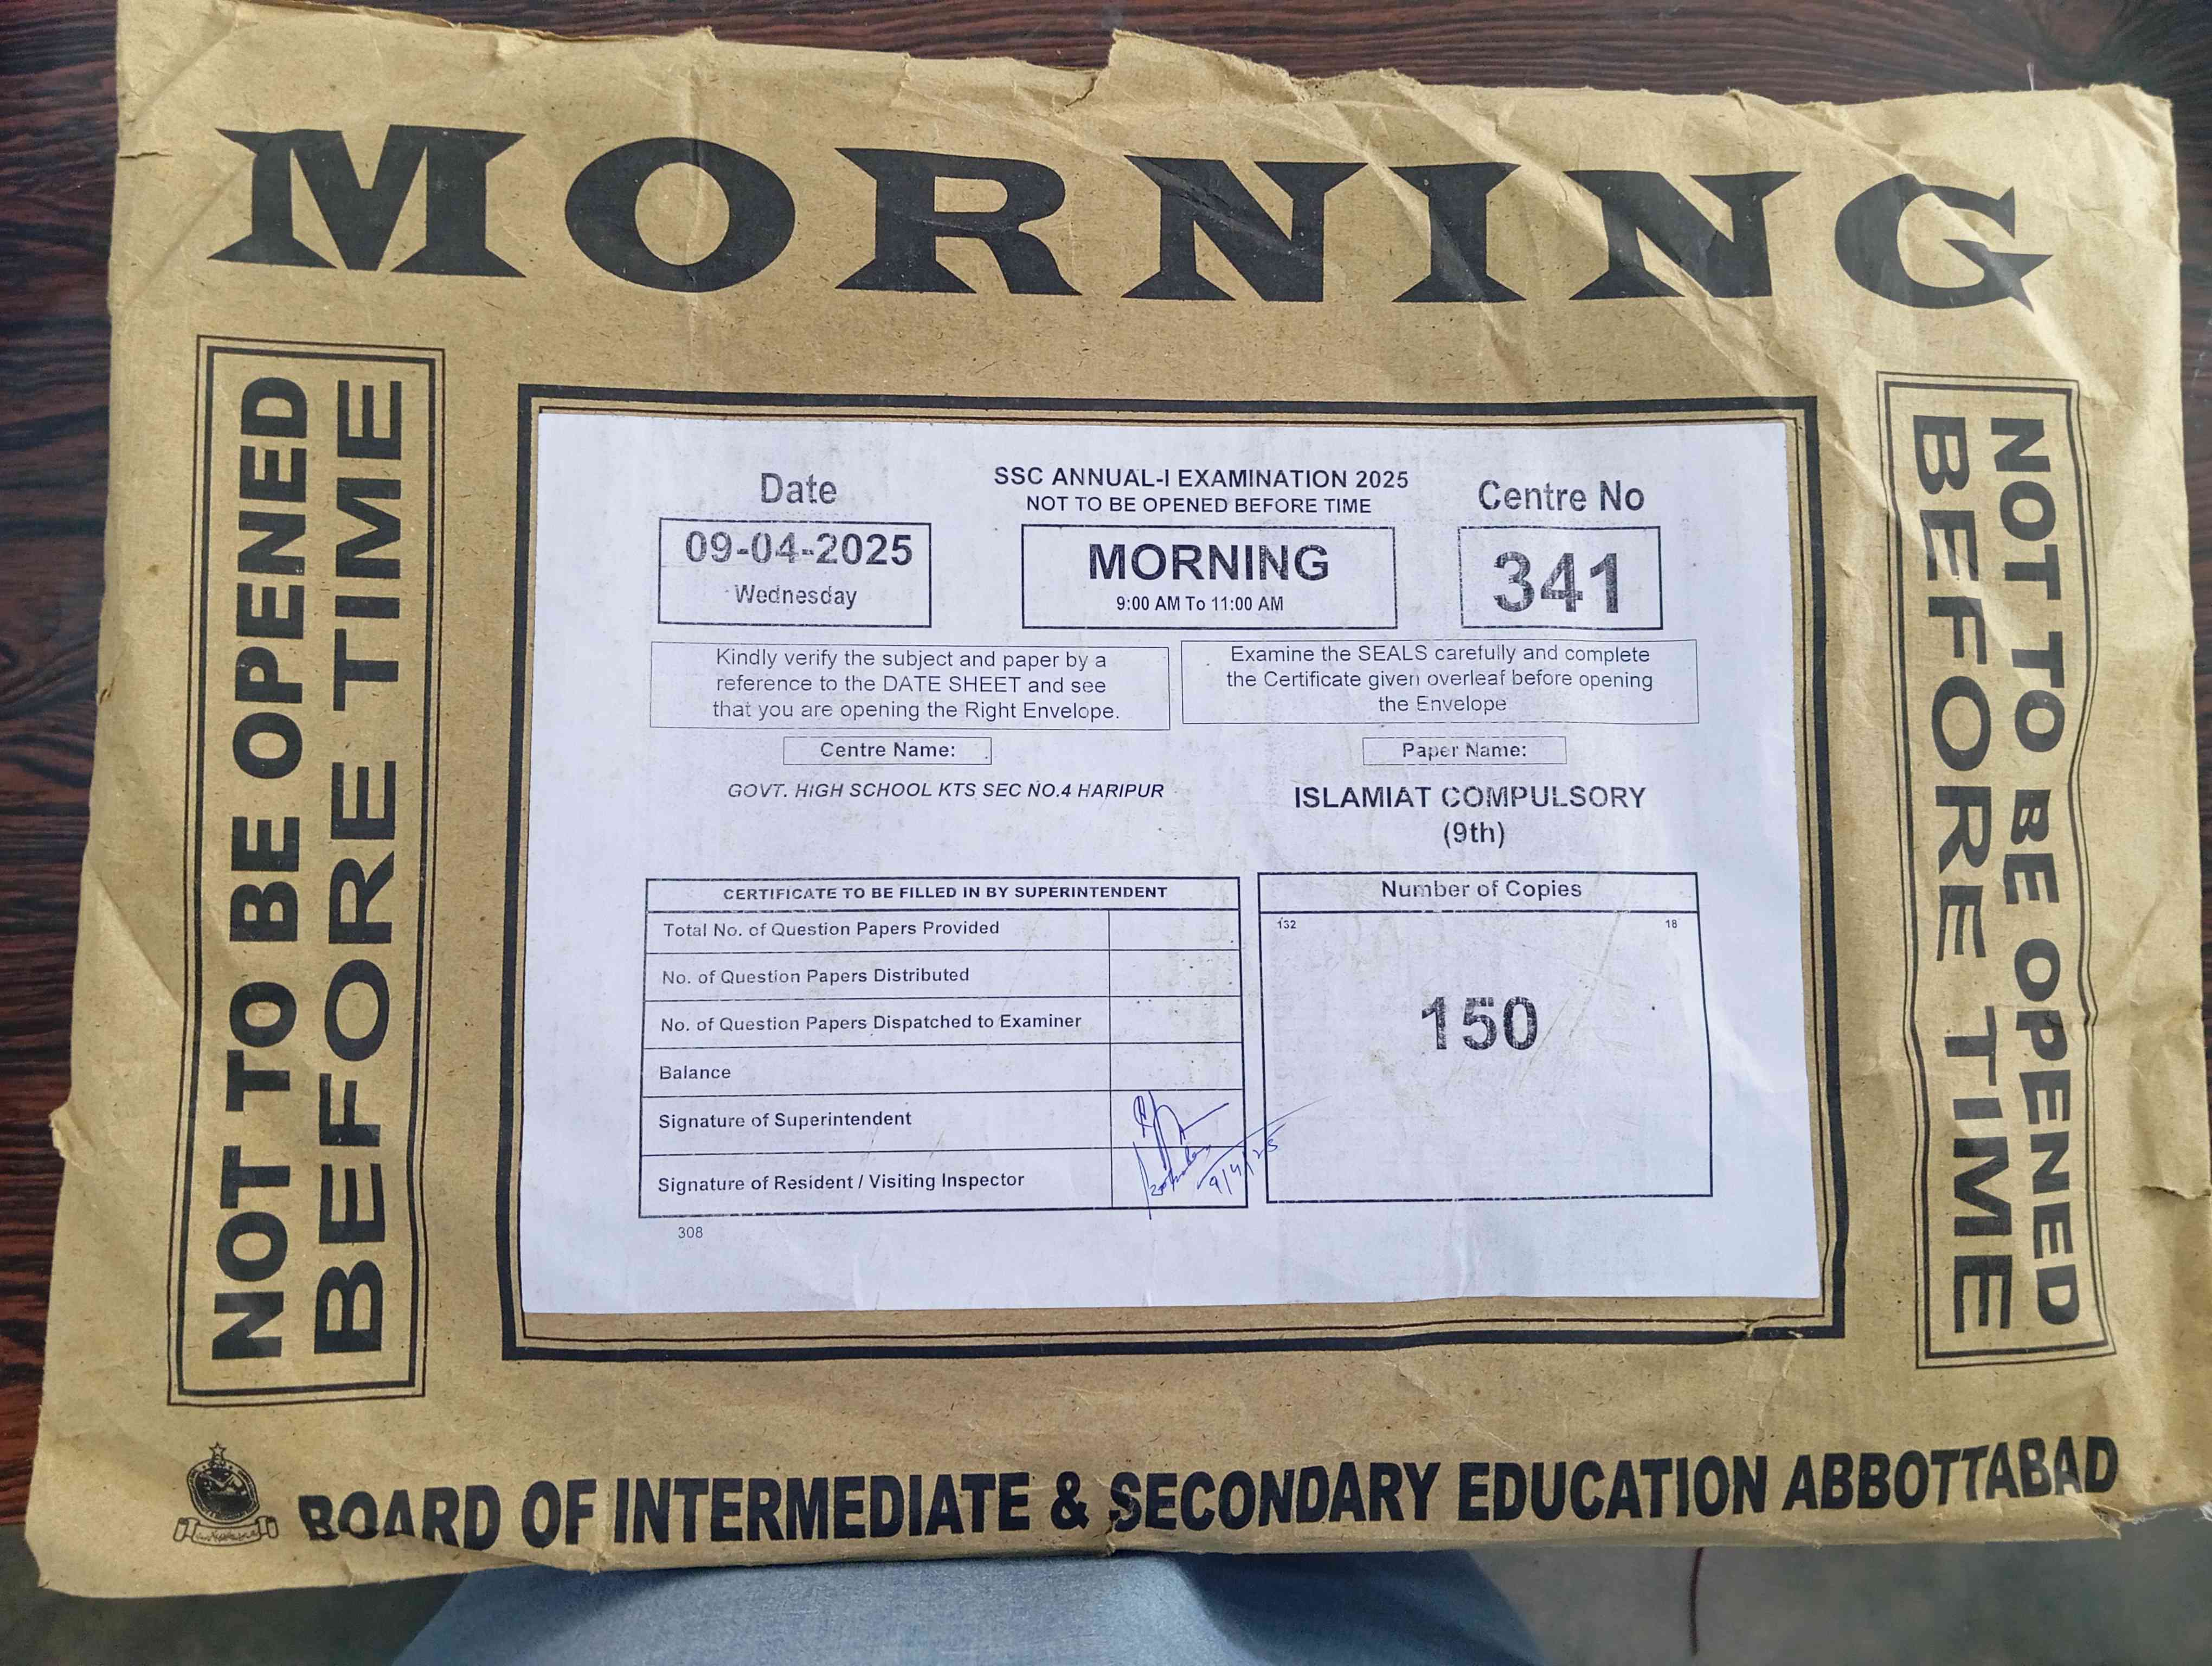 MORNING
NOT TO BE OPENED
BEFORE TIME
Date
09-04-2025
Wednesday
SSC ANNUAL-I EXAMINATION 2025
NOT TO BE OPENED BEFORE TIME
MORNING
9:00 AM To 11:00 AM
Centre No
341
Kindly verify the subject and paper by a
reference to the DATE SHEET and see
that you are opening the Right Envelope.
Examine the SEALS carefully and complete
the Certificate given overleaf before opening
the Envelope
Centre Name:
GOVT. HIGH SCHOOL KTS SEC NO.4 HARIPUR
Paper Name:
ISLAMIAT COMPULSORY
(9th)
CERTIFICATE TO BE FILLED IN BY SUPERINTENDENT
Total No. of Question Papers Provided
No. of Question Papers Distributed
No. of Question Papers Dispatched to Examiner
Balance
Signature of Superintendent
Signature of Resident / Visiting Inspector
9/4/25
308
Number of Copies
132 18
150
NOT TO BE OPENED
BEFORE TIME
BOARD OF INTERMEDIATE & SECONDARY EDUCATION ABBOTTABAD